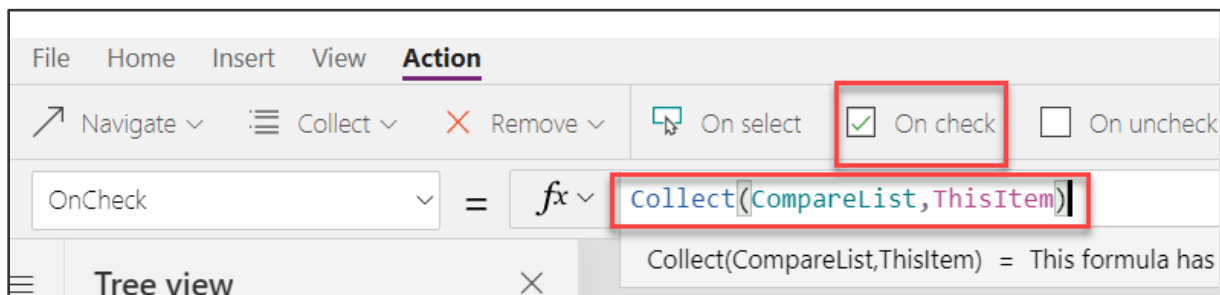 File Home Insert View Action
Navigate Collect Remove On select On check On uncheck
OnCheck = fx Collect(CompareList,ThisItem)
Collect(CompareList,ThisItem) = This formula has
Tree view